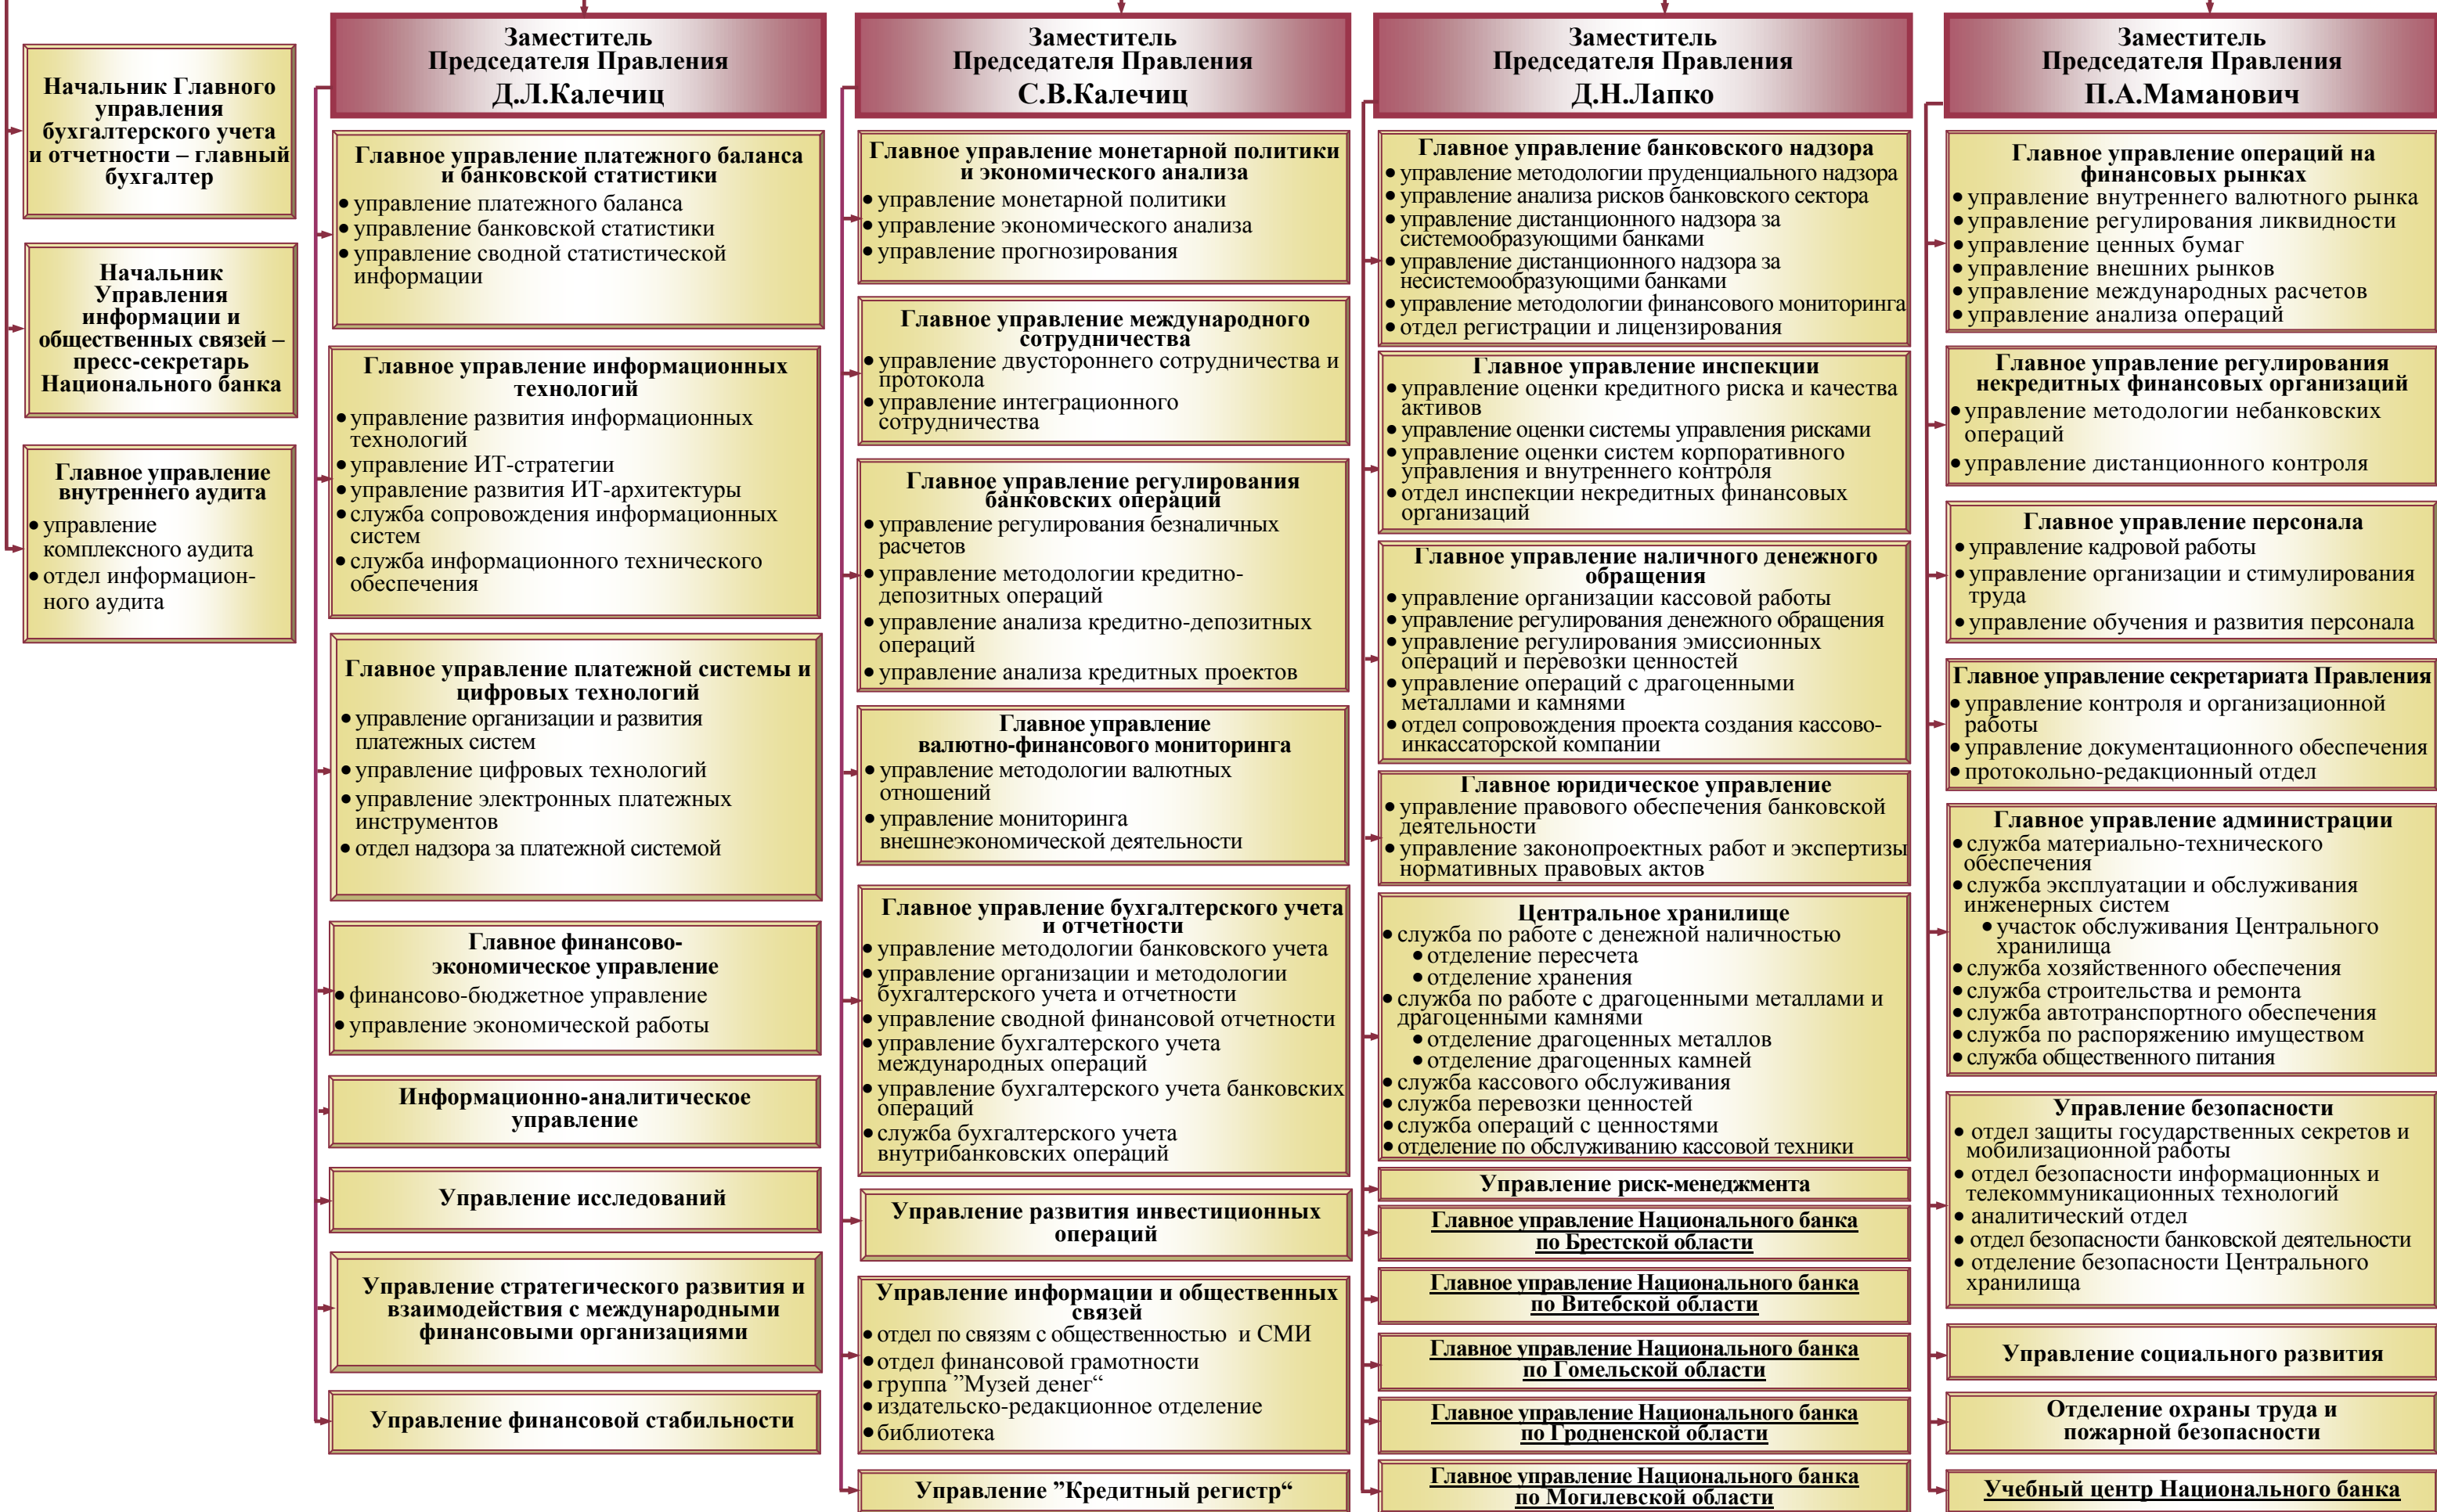 Начальник Главного
управления
бухгалтерского учета
и отчетности – главный
бухгалтер
Начальник
Управления
информации и
общественных связей –
пресс-секретарь
Национального банка
Главное управление
внутреннего аудита
• управление
комплексного аудита
• отдел информацион-
ного аудита
Заместитель
Председателя Правления
Д.Л.Калечиц
Главное управление платежного баланса
и банковской статистики
• управление платежного баланса
• управление банковской статистики
• управление сводной статистической
информации
Главное управление информационных
технологий
• управление развития информационных
технологий
• управление ИТ-стратегии
• управление развития ИТ-архитектуры
• служба сопровождения информационных
систем
• служба информационного технического
обеспечения
Главное управление платежной системы и
цифровых технологий
• управление организации и развития
платежных систем
• управление цифровых технологий
• управление электронных платежных
инструментов
• отдел надзора за платежной системой
Главное финансово-
экономическое управление
• финансово-бюджетное управление
• управление экономической работы
Информационно-аналитическое
управление
Управление исследований
Управление стратегического развития и
взаимодействия с международными
финансовыми организациями
Управление финансовой стабильности
Заместитель
Председателя Правления
С.В.Калечиц
Главное управление монетарной политики
и экономического анализа
• управление монетарной политики
• управление экономического анализа
• управление прогнозирования
Главное управление международного
сотрудничества
• управление двустороннего сотрудничества и
протокола
• управление интеграционного
сотрудничества
Главное управление регулирования
банковских операций
• управление регулирования безналичных
расчетов
• управление методологии кредитно-
депозитных операций
• управление анализа кредитно-депозитных
операций
• управление анализа кредитных проектов
Главное управление
валютно-финансового мониторинга
• управление методологии валютных
отношений
• управление мониторинга
внешнеэкономической деятельности
Главное управление бухгалтерского учета
и отчетности
• управление методологии банковского учета
• управление организации и методологии
бухгалтерского учета и отчетности
• управление сводной финансовой отчетности
• управление бухгалтерского учета
международных операций
• управление бухгалтерского учета банковских
операций
• служба бухгалтерского учета
внутрибанковских операций
Управление развития инвестиционных
операций
Управление информации и общественных
связей
• отдел по связям с общественностью и СМИ
• отдел финансовой грамотности
• группа ”Музей денег“
• издательско-редакционное отделение
• библиотека
Управление ”Кредитный регистр“
Заместитель
Председателя Правления
Д.Н.Лапко
Главное управление банковского надзора
• управление методологии пруденциального надзора
• управление анализа рисков банковского сектора
• управление дистанционного надзора за
системообразующими банками
• управление дистанционного надзора за
несистемообразующими банками
• управление методологии финансового мониторинга
• отдел регистрации и лицензирования
Главное управление инспекции
• управление оценки кредитного риска и качества
активов
• управление оценки системы управления рисками
• управление оценки систем корпоративного
управления и внутреннего контроля
• отдел инспекции некредитных финансовых
организаций
Главное управление наличного денежного
обращения
• управление организации кассовой работы
• управление регулирования денежного обращения
• управление регулирования эмиссионных
операций и перевозки ценностей
• управление операций с драгоценными
металлами и камнями
• отдел сопровождения проекта создания кассово-
инкассаторской компании
Главное юридическое управление
• управление правового обеспечения банковской
деятельности
• управление законопроектных работ и экспертизы
нормативных правовых актов
Центральное хранилище
• служба по работе с денежной наличностью
• отделение пересчета
• отделение хранения
• служба по работе с драгоценными металлами и
драгоценными камнями
• отделение драгоценных металлов
• отделение драгоценных камней
• служба кассового обслуживания
• служба перевозки ценностей
• служба операций с ценностями
• отделение по обслуживанию кассовой техники
Управление риск-менеджмента
Главное управление Национального банка
по Брестской области
Главное управление Национального банка
по Витебской области
Главное управление Национального банка
по Гомельской области
Главное управление Национального банка
по Гродненской области
Главное управление Национального банка
по Могилевской области
Заместитель
Председателя Правления
П.А.Маманович
Главное управление операций на
финансовых рынках
• управление внутреннего валютного рынка
• управление регулирования ликвидности
• управление ценных бумаг
• управление внешних рынков
• управление международных расчетов
• управление анализа операций
Главное управление регулирования
некредитных финансовых организаций
• управление методологии небанковских
операций
• управление дистанционного контроля
Главное управление персонала
• управление кадровой работы
• управление организации и стимулирования
труда
• управление обучения и развития персонала
Главное управление секретариата Правления
• управление контроля и организационной
работы
• управление документационного обеспечения
• протокольно-редакционный отдел
Главное управление администрации
• служба материально-технического
обеспечения
• служба эксплуатации и обслуживания
инженерных систем
• участок обслуживания Центрального
хранилища
• служба хозяйственного обеспечения
• служба строительства и ремонта
• служба автотранспортного обеспечения
• служба по распоряжению имуществом
• служба общественного питания
Управление безопасности
• отдел защиты государственных секретов и
мобилизационной работы
• отдел безопасности информационных и
телекоммуникационных технологий
• аналитический отдел
• отдел безопасности банковской деятельности
• отделение безопасности Центрального
хранилища
Управление социального развития
Отделение охраны труда и
пожарной безопасности
Учебный центр Национального банка